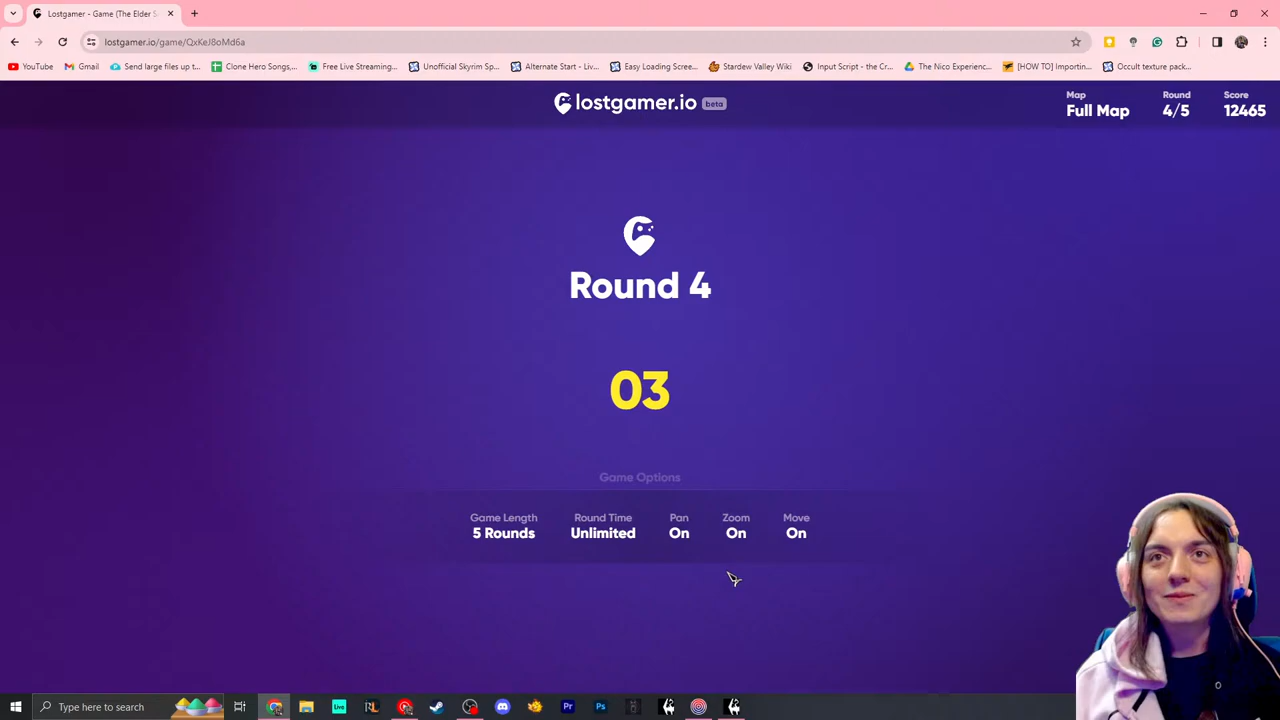 Lostgamer - Game (The Elder S
lostgamer.io/game/QxKeJ8oMd6a
YouTube
Gmail
Send large files up t...
Clone Hero Songs,...
Free Live Streaming...
Unofficial Skyrim Sp...
Alternate Start - Liv...
Easy Loading Scree...
Stardew Valley Wiki
Input Script - the Cr...
The Nico Experienc...
[HOW TO] Importin...
Occult texture pac...
lostgamer.io beta
Map
Full Map
Round
4/5
Score
12465
Round 4
03
Game Options
Game Length
5 Rounds
Round Time
Unlimited
Pan
On
Zoom
On
Move
On
Type here to search
Live
Pr
Ps